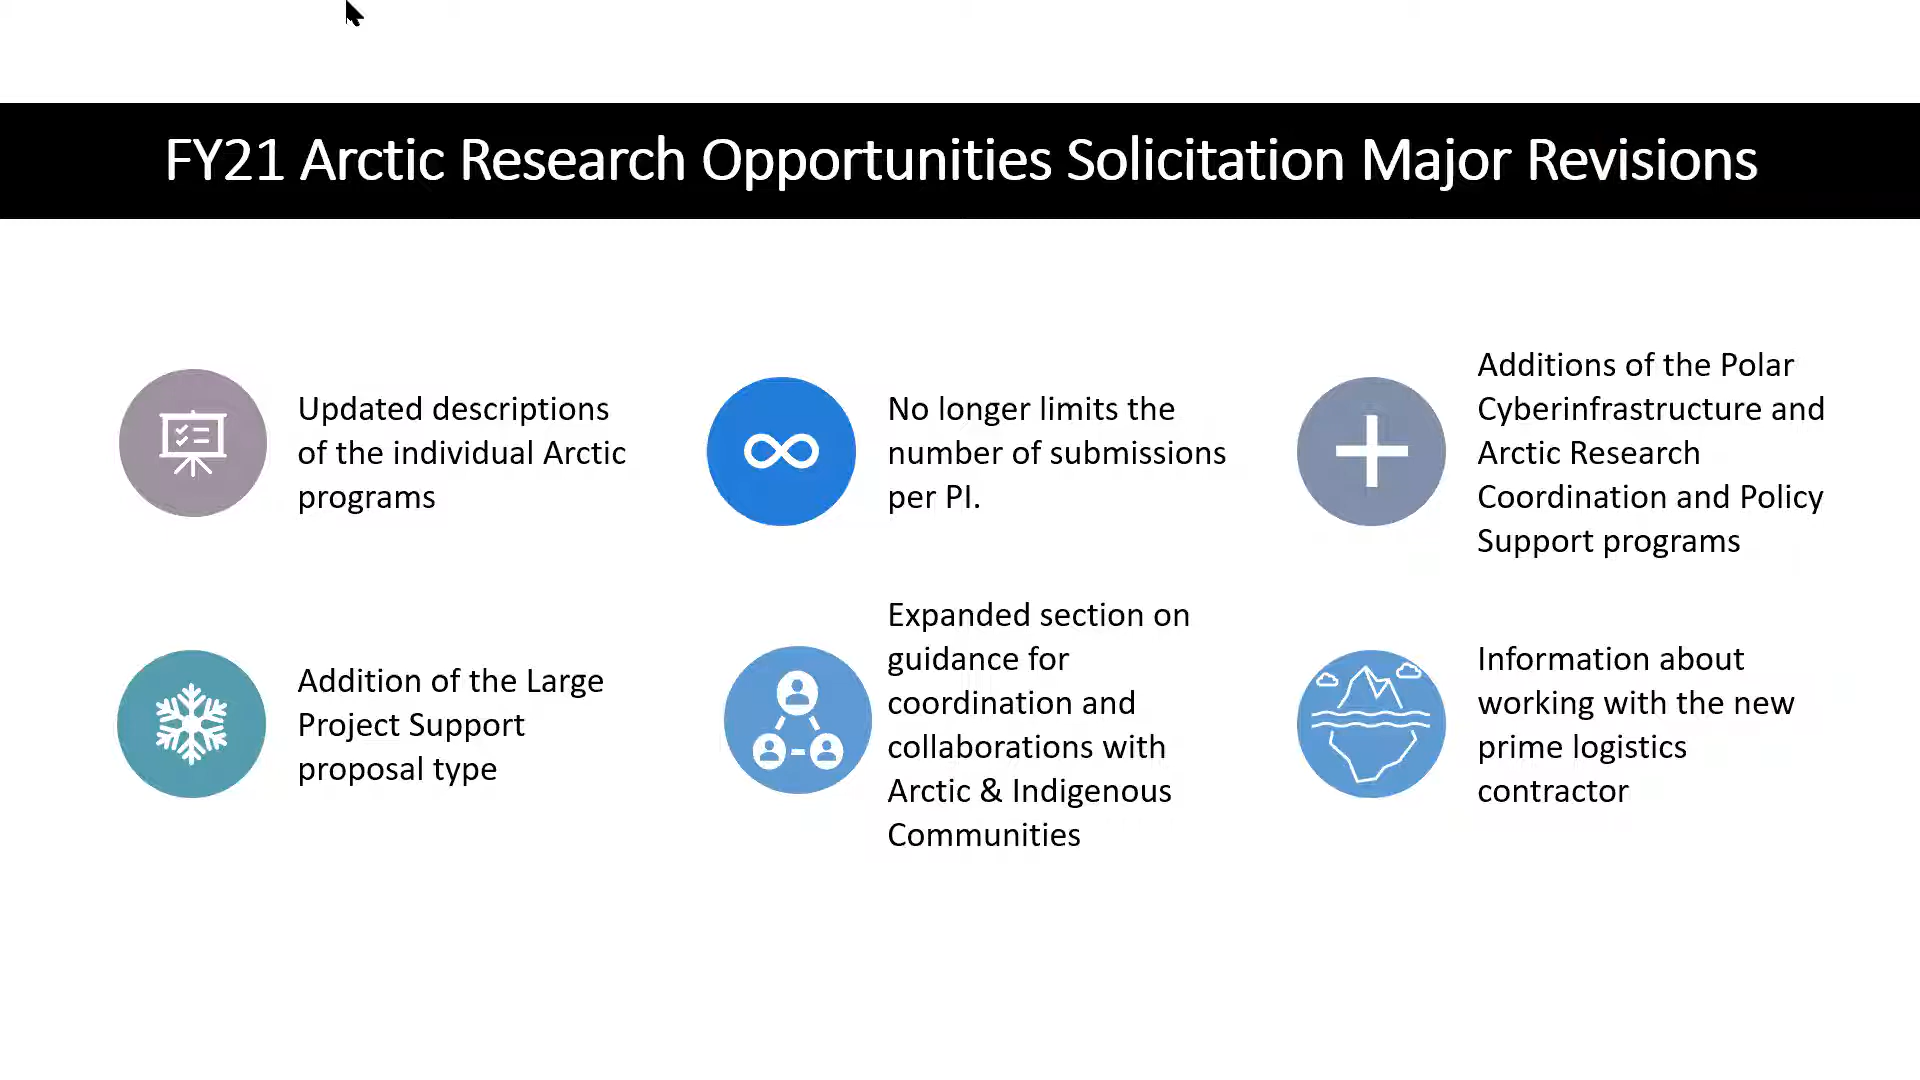 FY21 Arctic Research Opportunities Solicitation Major Revisions
Updated descriptions
of the individual Arctic
programs
No longer limits the
number of submissions
per PI.
Additions of the Polar
Cyberinfrastructure and
Arctic Research
Coordination and Policy
Support programs
Addition of the Large
Project Support
proposal type
Expanded section on
guidance for
coordination and
collaborations with
Arctic & Indigenous
Communities
Information about
working with the new
prime logistics
contractor